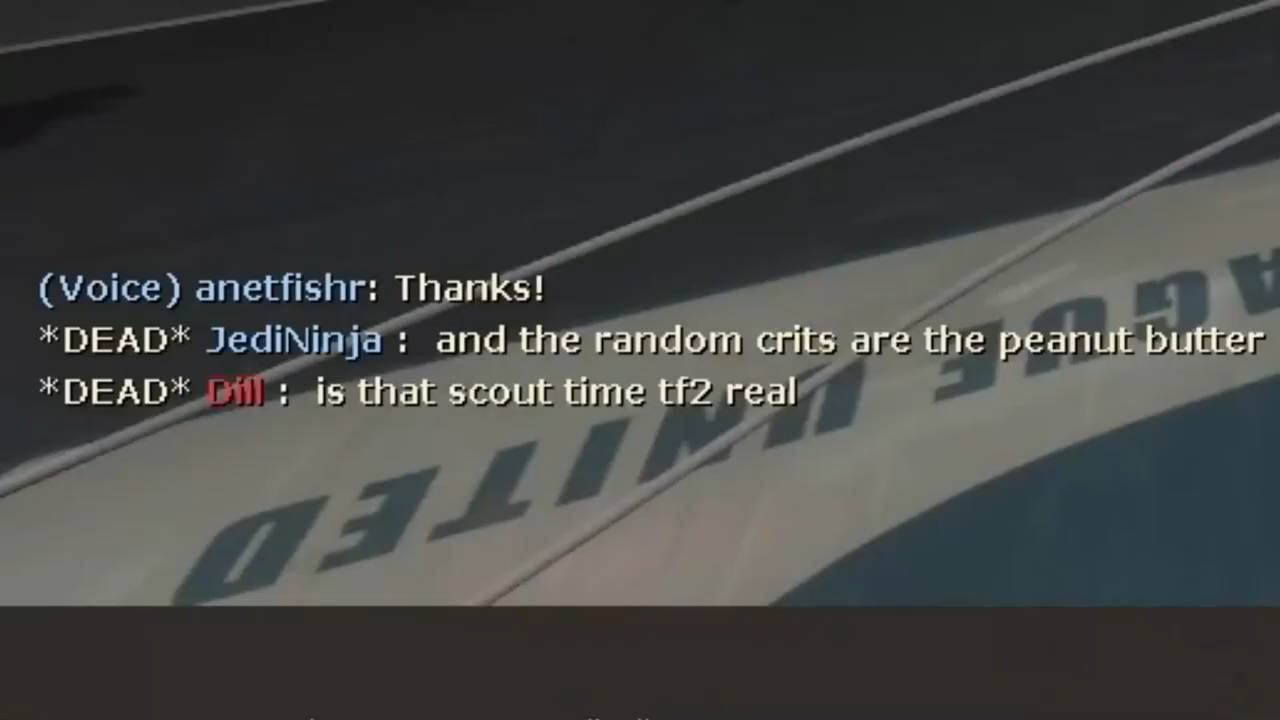 (Voice) anetfishr: Thanks!
*DEAD* JediNinja :  and the random crits are the peanut butter
*DEAD* Dill :  is that scout time tf2 real
AGUE UNITED